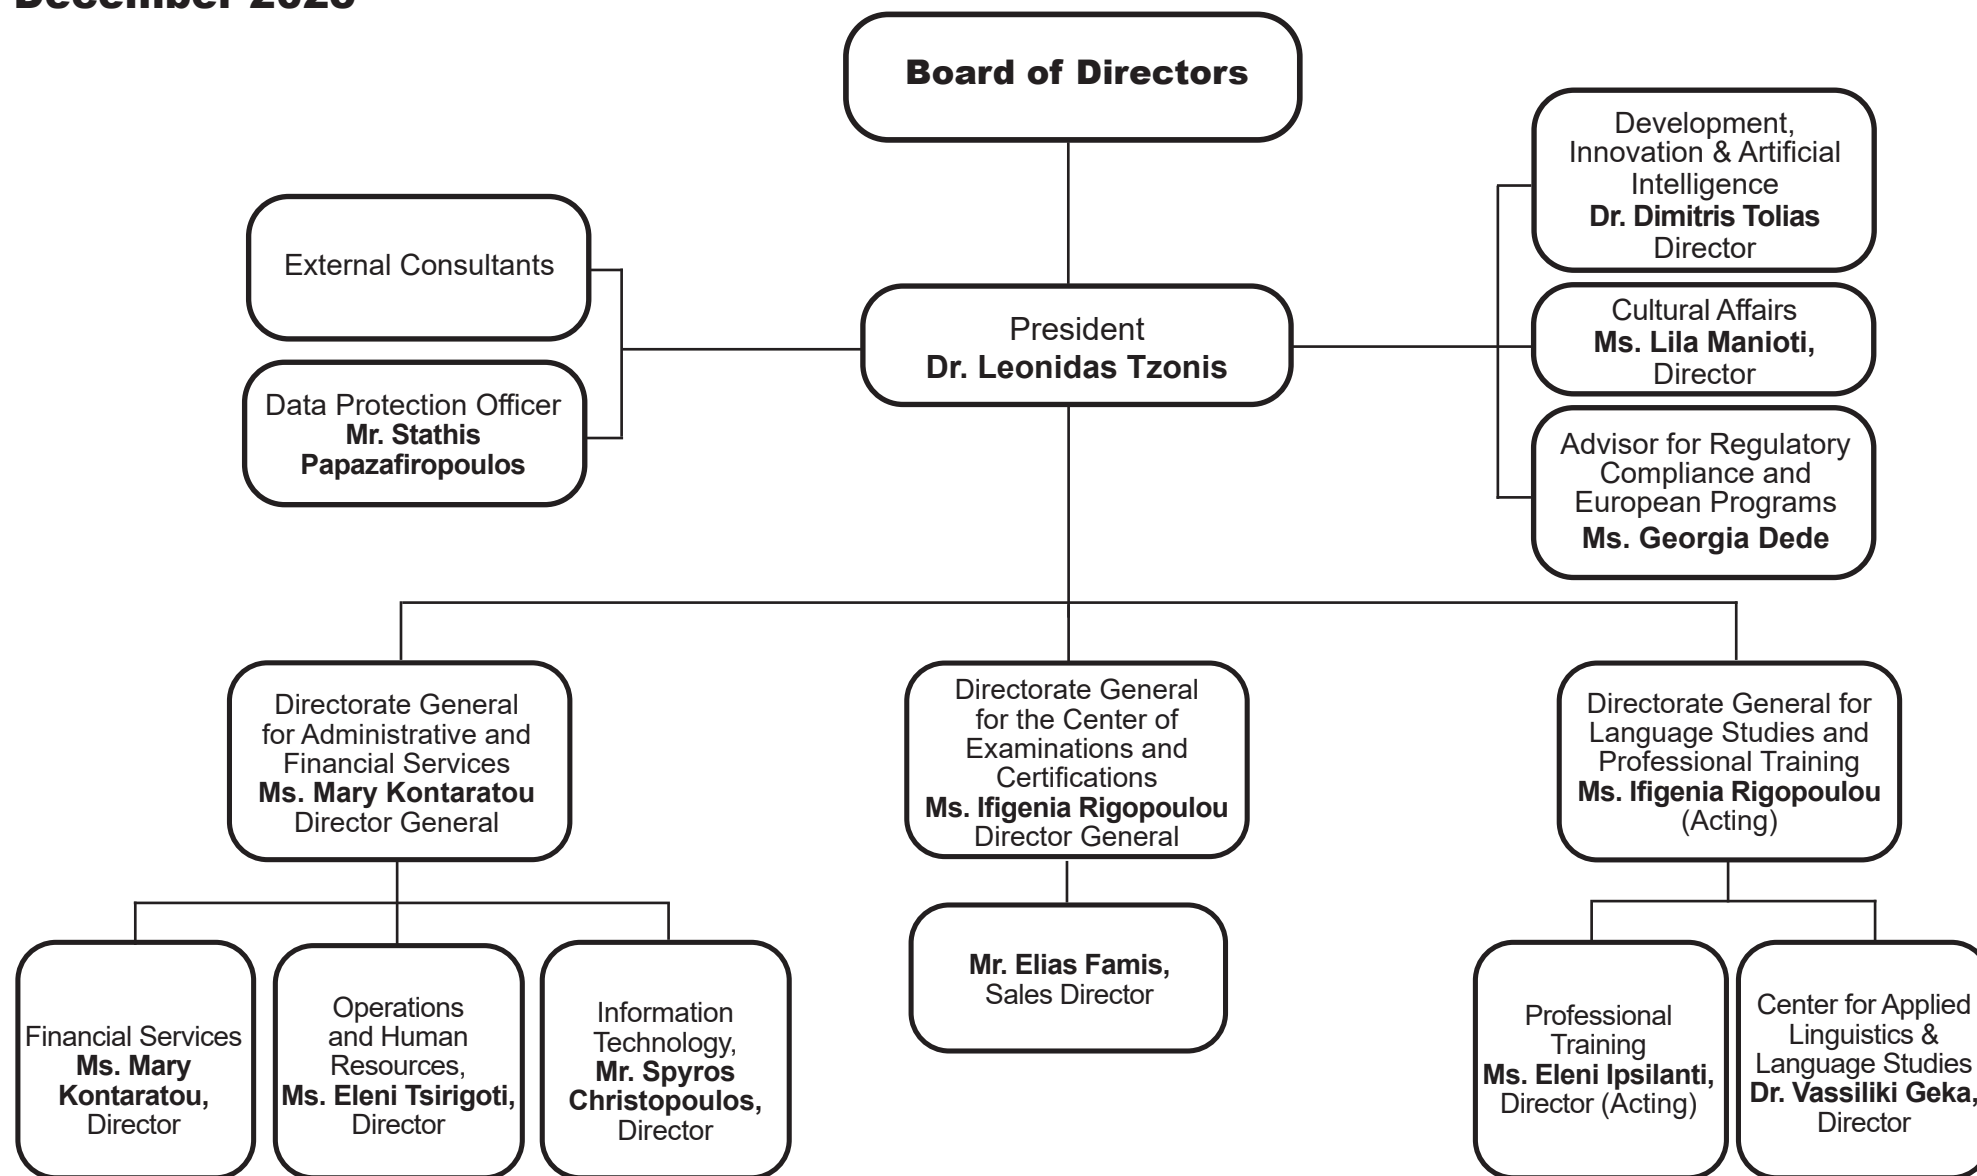 Board of Directors
Development,
Innovation & Artificial
Intelligence
Dr. Dimitris Tolias
Director
External Consultants
Cultural Affairs
Ms. Lila Manioti,
Director
President
Dr. Leonidas Tzonis
Data Protection Officer
Mr. Stathis
Papazafiropoulos
Advisor for Regulatory
Compliance and
European Programs
Ms. Georgia Dede
Directorate General
for Administrative and
Financial Services
Ms. Mary Kontaratou
Director General
Directorate General
for the Center of
Examinations and
Certifications
Ms. Ifigenia Rigopoulou
Director General
Directorate General for
Language Studies and
Professional Training
Ms. Ifigenia Rigopoulou
(Acting)
Financial Services
Ms. Mary
Kontaratou,
Director
Operations
and Human
Resources,
Ms. Eleni Tsirigoti,
Director
Information
Technology,
Mr. Spyros
Christopoulos,
Director
Mr. Elias Famis,
Sales Director
Professional
Training
Ms. Eleni Ipsilanti,
Director (Acting)
Center for Applied
Linguistics &
Language Studies
Dr. Vassiliki Geka,
Director